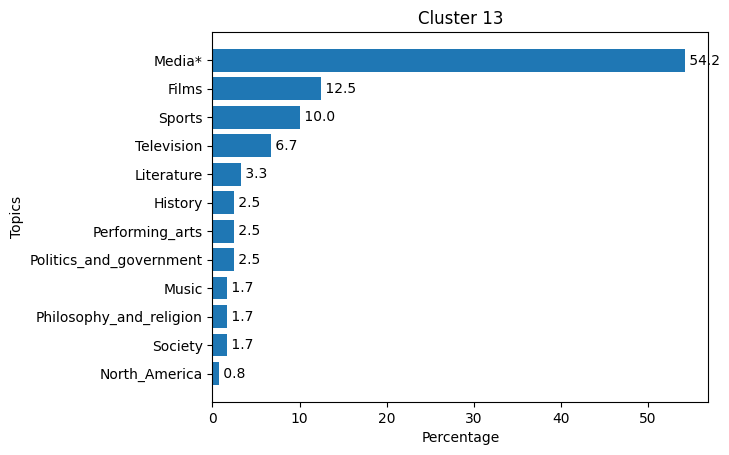 Cluster 13
Topics
Media* 54.2
Films 12.5
Sports 10.0
Television 6.7
Literature 3.3
History 2.5
Performing_arts 2.5
Politics_and_government 2.5
Music 1.7
Philosophy_and_religion 1.7
Society 1.7
North_America 0.8
0 10 20 30 40 50
Percentage